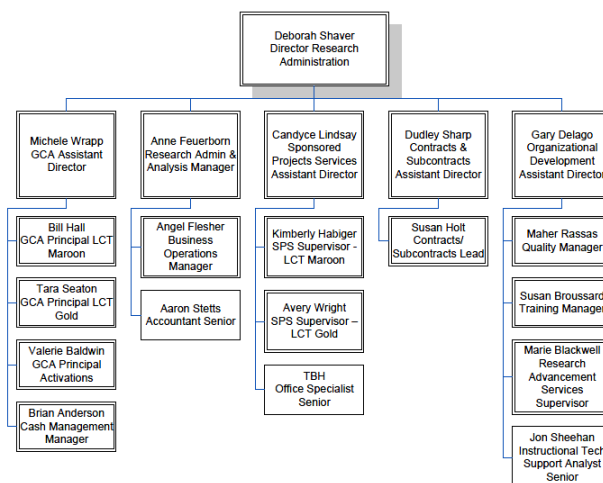 Deborah Shaver
Director Research
Administration
Michele Wrapp
GCA Assistant
Director
Anne Feuerborn
Research Admin &
Analysis Manager
Candyce Lindsay
Sponsored
Projects Services
Assistant Director
Dudley Sharp
Contracts &
Subcontracts
Assistant Director
Gary Delago
Organizational
Development
Assistant Director
Bill Hall
GCA Principal LCT
Maroon
Tara Seaton
GCA Principal LCT
Gold
Valerie Baldwin
GCA Principal
Activations
Brian Anderson
Cash Management
Manager
Angel Flesher
Business
Operations
Manager
Aaron Stetts
Accountant Senior
Kimberly Habiger
SPS Supervisor -
LCT Maroon
Avery Wright
SPS Supervisor –
LCT Gold
TBH
Office Specialist
Senior
Susan Holt
Contracts/
Subcontracts Lead
Maher Rassas
Quality Manager
Susan Broussard
Training Manager
Marie Blackwell
Research
Advancement
Services
Supervisor
Jon Sheehan
Instructional Tech
Support Analyst
Senior